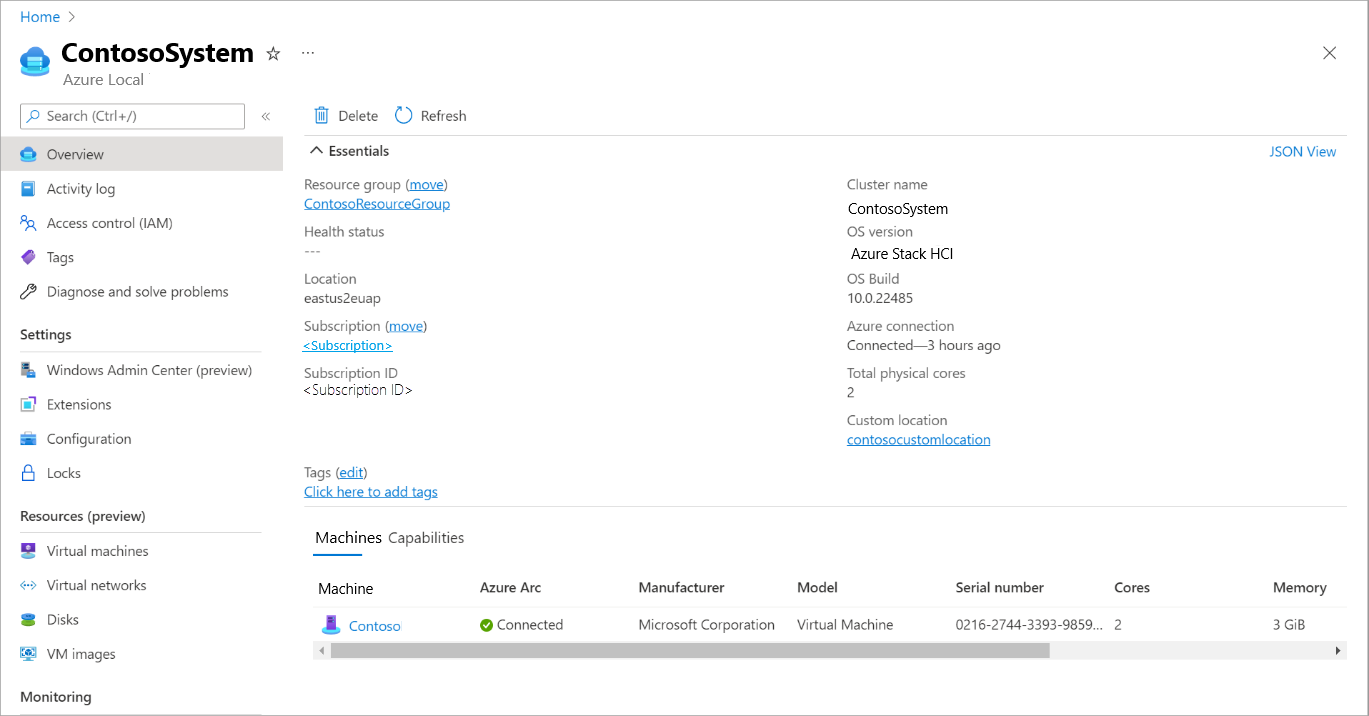 Home >
ContosoSystem ☆ ...
Azure Local
Search (Ctrl+/) «
Overview
Activity log
Access control (IAM)
Tags
Diagnose and solve problems
Settings
Windows Admin Center (preview)
Extensions
Configuration
Locks
Resources (preview)
Virtual machines
Virtual networks
Disks
VM images
Monitoring
Delete Refresh
Essentials JSON View
Resource group (move)
ContosoResourceGroup
Health status
---
Location
eastus2euap
Subscription (move)
<Subscription>
Subscription ID
<Subscription ID>
Cluster name
ContosoSystem
OS version
Azure Stack HCI
OS Build
10.0.22485
Azure connection
Connected—3 hours ago
Total physical cores
2
Custom location
contosocustomlocation
Tags (edit)
Click here to add tags
Machines Capabilities
Machine Azure Arc Manufacturer Model Serial number Cores Memory
Contoso Connected Microsoft Corporation Virtual Machine 0216-2744-3393-9859... 2 3 GiB